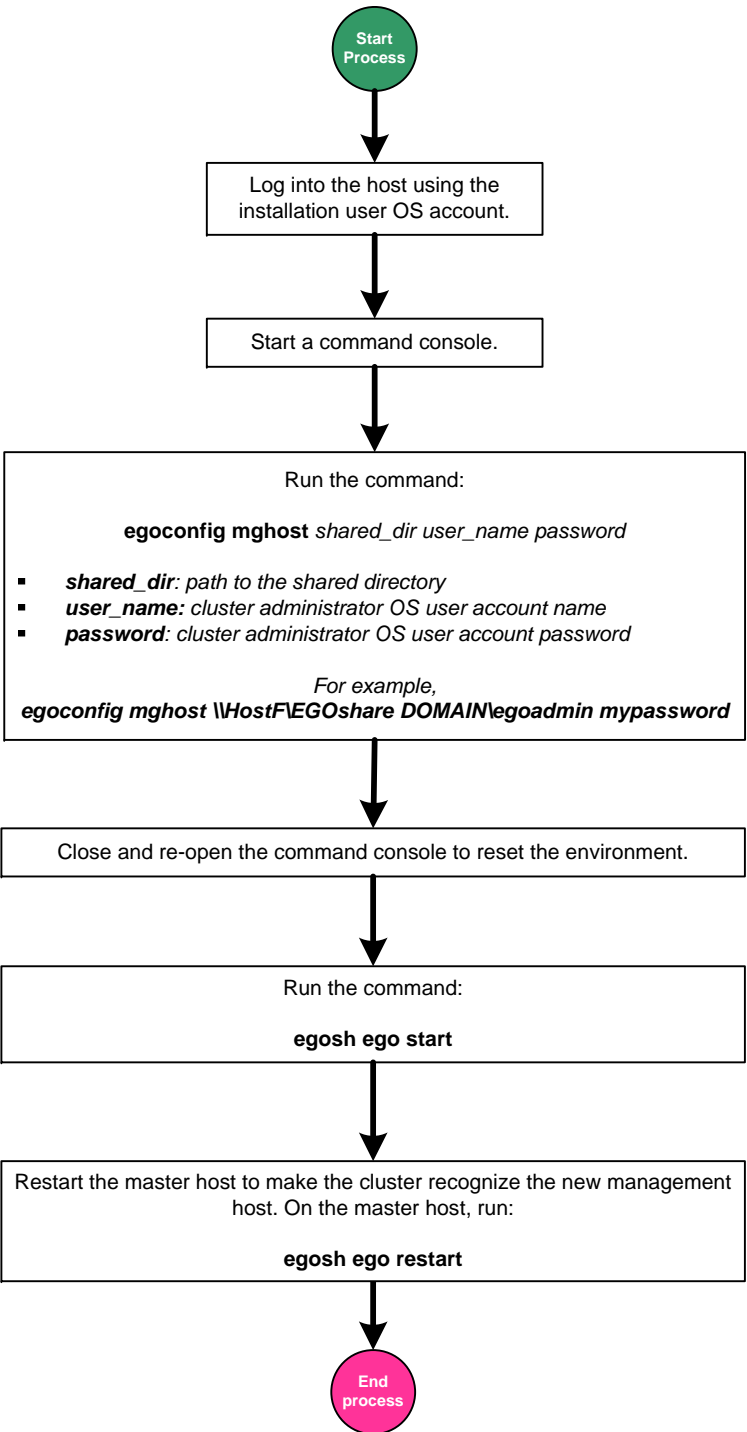 Start
Process
Log into the host using the
installation user OS account.
Start a command console.
Run the command:
egoconfig mghost shared_dir user_name password
▪ shared_dir: path to the shared directory
▪ user_name: cluster administrator OS user account name
▪ password: cluster administrator OS user account password
For example,
egoconfig mghost \\HostF\EGOshare DOMAIN\egoadmin mypassword
Close and re-open the command console to reset the environment.
Run the command:
egosh ego start
Restart the master host to make the cluster recognize the new management
host. On the master host, run:
egosh ego restart
End
process